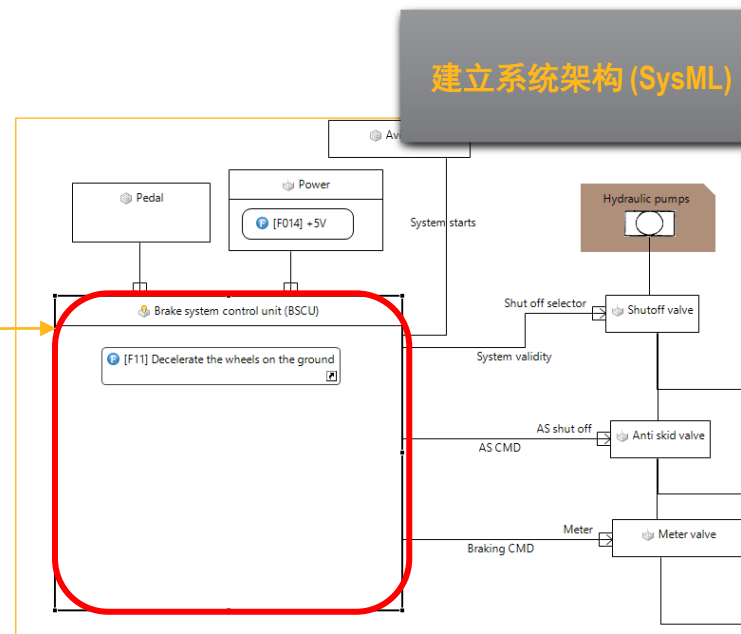 建立系统架构 (SysML)
Pedal
Power
[F014] +5V
System starts
Hydraulic pumps
Brake system control unit (BSCU)
[F11] Decelerate the wheels on the ground
Shut off selector
Shutoff valve
System validity
AS shut off
Anti skid valve
AS CMD
Meter
Meter valve
Braking CMD